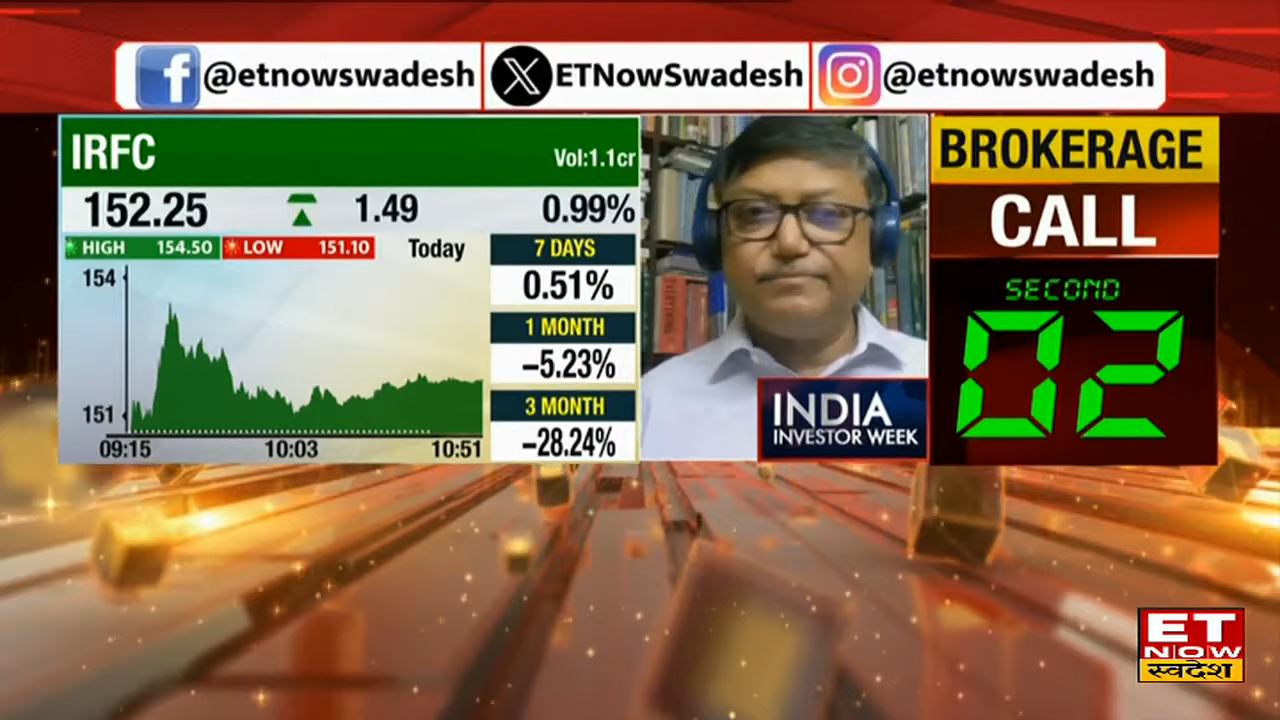 @etnowswadesh
ETNowSwadesh
@etnowswadesh
IRFC
Vol:1.1cr
152.25 1.49 0.99%
HIGH 154.50 LOW 151.10 Today
154
151
09:15 10:03 10:51
7 DAYS
0.51%
1 MONTH
–5.23%
3 MONTH
–28.24%
INDIA
INVESTOR WEEK
BROKERAGE
CALL
SECOND
02
ET
NOW
स्वदेश